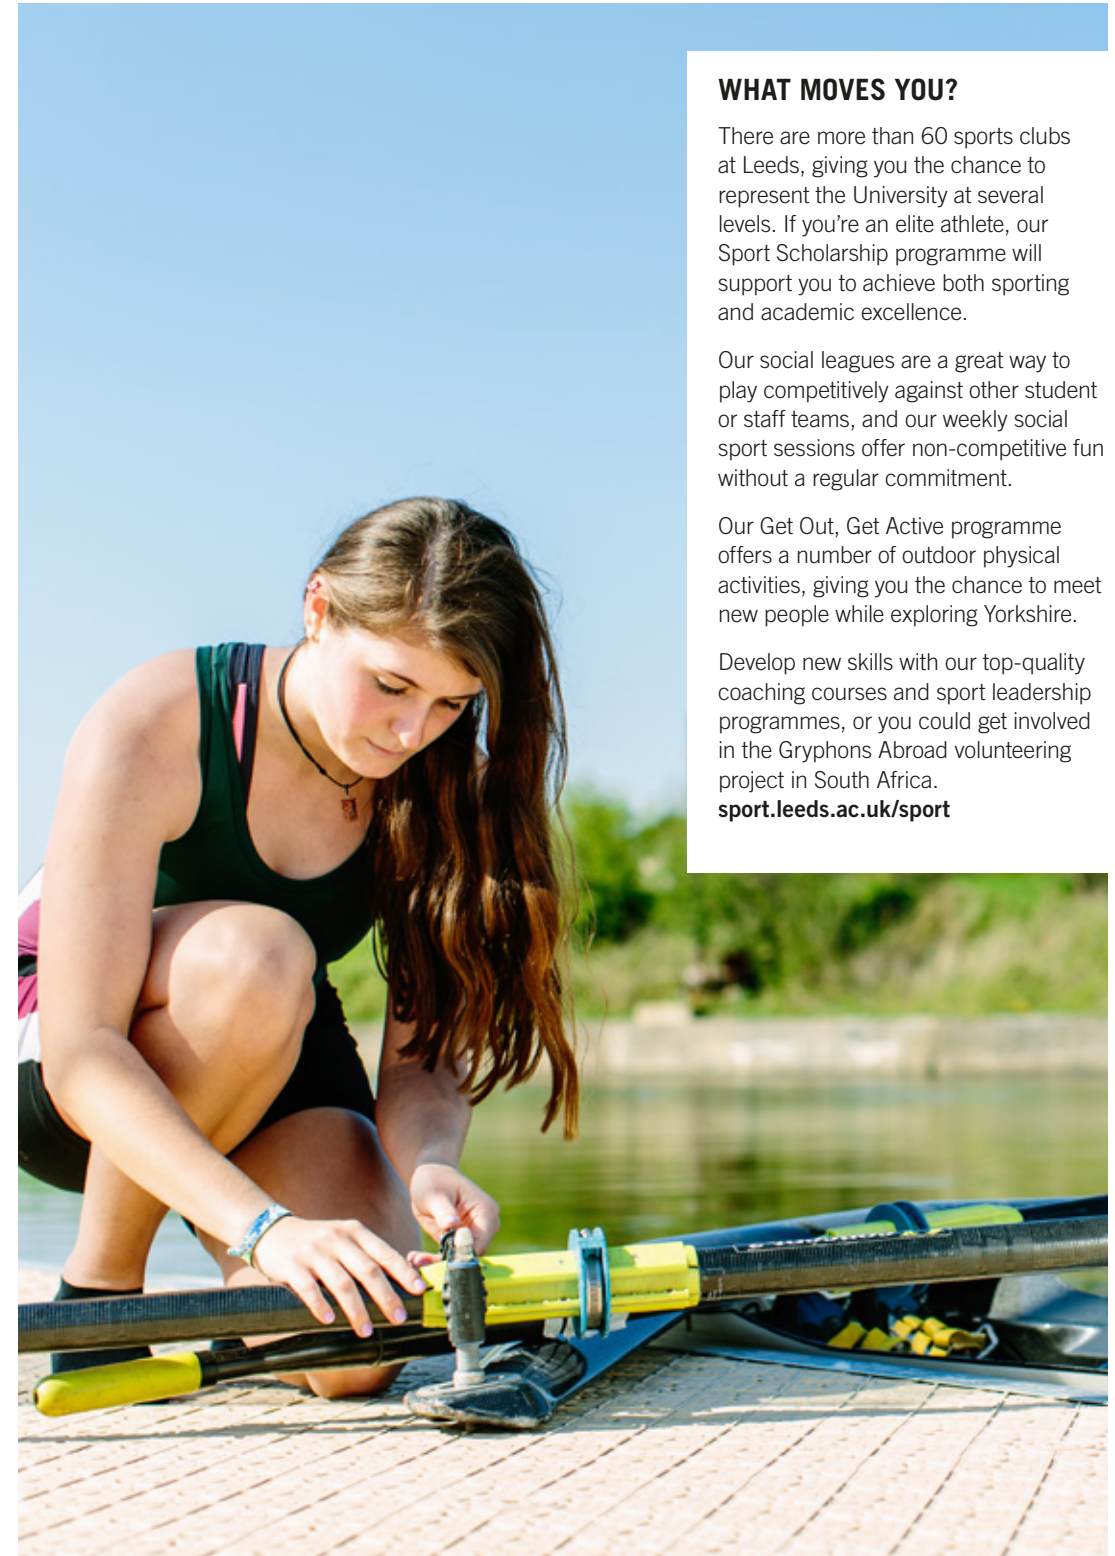 WHAT MOVES YOU?
There are more than 60 sports clubs
at Leeds, giving you the chance to
represent the University at several
levels. If you're an elite athlete, our
Sport Scholarship programme will
support you to achieve both sporting
and academic excellence.
Our social leagues are a great way to
play competitively against other student
or staff teams, and our weekly social
sport sessions offer non-competitive fun
without a regular commitment.
Our Get Out, Get Active programme
offers a number of outdoor physical
activities, giving you the chance to meet
new people while exploring Yorkshire.
Develop new skills with our top-quality
coaching courses and sport leadership
programmes, or you could get involved
in the Gryphons Abroad volunteering
project in South Africa.
sport.leeds.ac.uk/sport